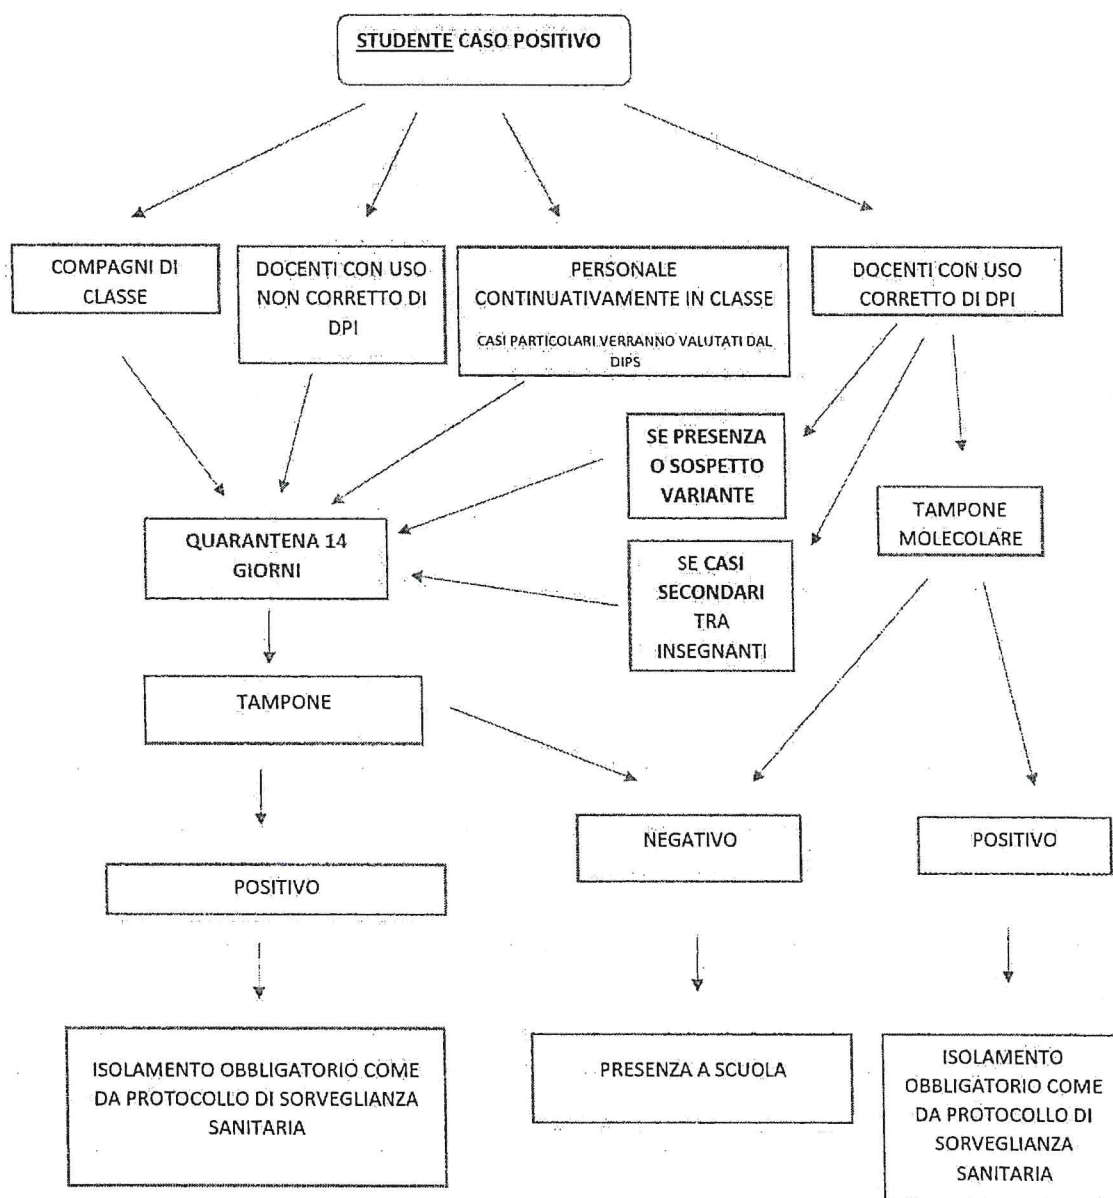 STUDENTE CASO POSITIVO
COMPAGNI DI
CLASSE
DOCENTI CON USO
NON CORRETTO DI
DPI
PERSONALE
CONTINUATIVAMENTE IN CLASSE
CASI PARTICOLARI VERRANNO VALUTATI DAL
DIPS
DOCENTI CON USO
CORRETTO DI DPI
SE PRESENZA
O SOSPETTO
VARIANTE
TAMPONE
MOLECOLARE
QUARANTENA 14
GIORNI
SE CASI
SECONDARI
TRA
INSEGNANTI
TAMPONE
NEGATIVO
POSITIVO
POSITIVO
ISOLAMENTO OBBLIGATORIO COME
DA PROTOCOLLO DI SORVEGLIANZA
SANITARIA
PRESENZA A SCUOLA
ISOLAMENTO
OBBLIGATORIO COME
DA PROTOCOLLO DI
SORVEGLIANZA
SANITARIA